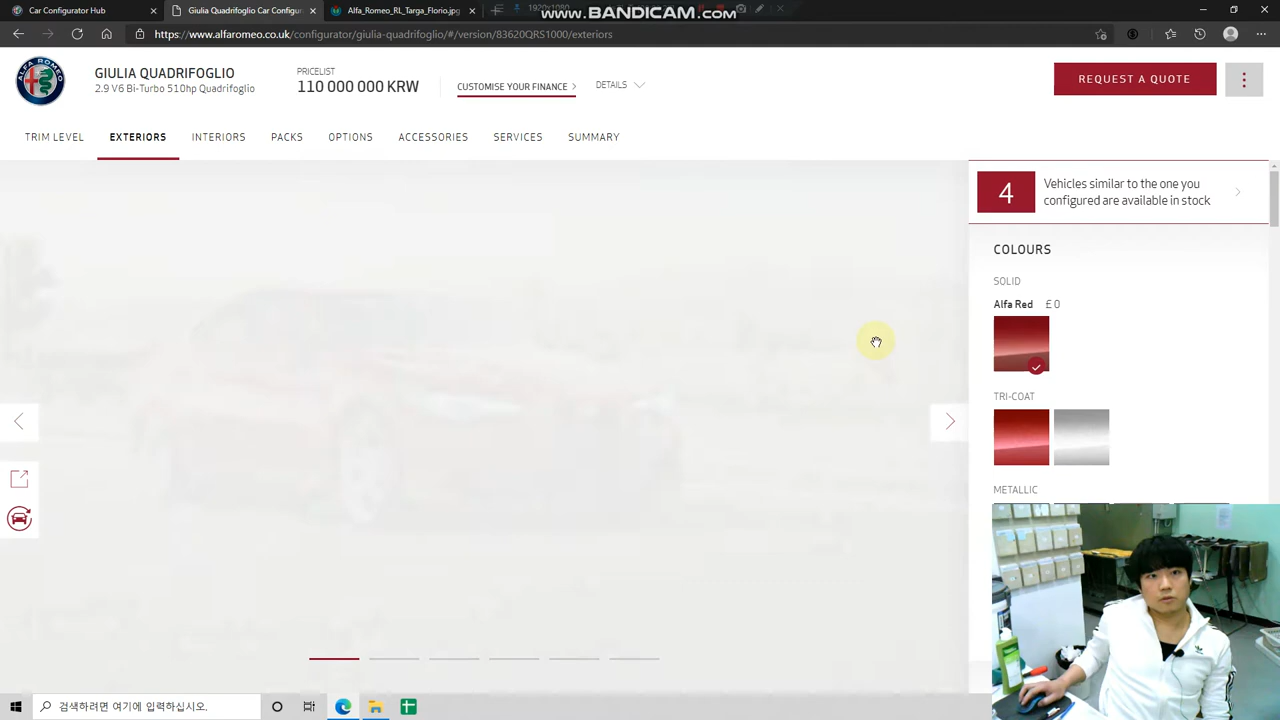 Car Configurator Hub
Giulia Quadrifoglio Car Configur
Alfa_Romeo_RL_Targa_Florio.jpg
1920x1080
WWW.BANDICAM.COM
https://www.alfaromeo.co.uk/configurator/giulia-quadrifoglio/#/version/83620QRS1000/exteriors
ALFA ROMEO
GIULIA QUADRIFOGLIO
2.9 V6 Bi-Turbo 510hp Quadrifoglio
PRICELIST
110 000 000 KRW
CUSTOMISE YOUR FINANCE
DETAILS
REQUEST A QUOTE
TRIM LEVEL
EXTERIORS
INTERIORS
PACKS
OPTIONS
ACCESSORIES
SERVICES
SUMMARY
4
Vehicles similar to the one you
configured are available in stock
COLOURS
SOLID
Alfa Red £ 0
TRI-COAT
METALLIC
검색하려면 여기에 입력하십시오.